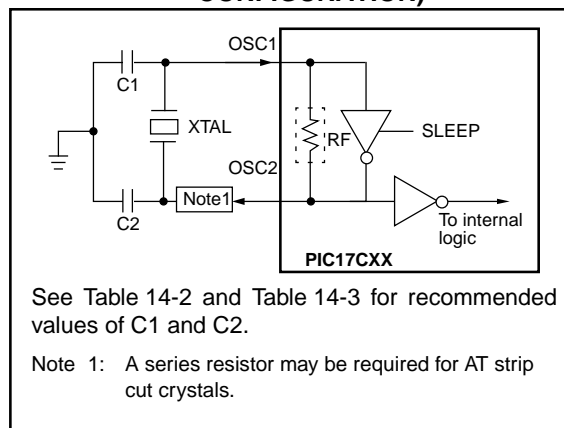 CONFIGURATION)
OSC1
C1
XTAL
RF
SLEEP
OSC2
Note1
C2
To internal
logic
PIC17CXX
See Table 14-2 and Table 14-3 for recommended
values of C1 and C2.
Note 1: A series resistor may be required for AT strip
cut crystals.